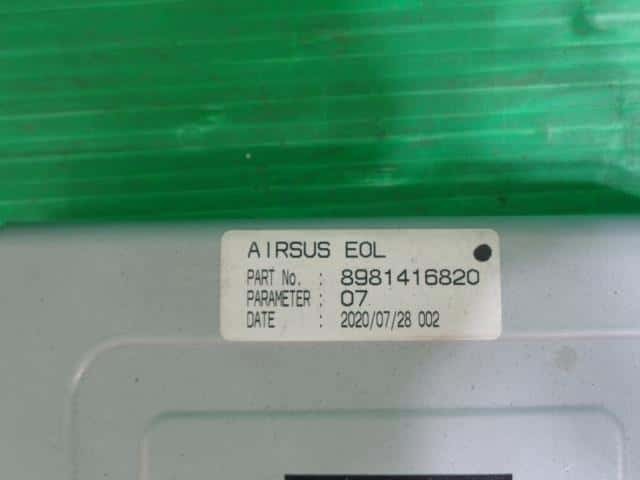 AIRSUS EOL
PART No. : 8981416820
PARAMETER : 07
DATE : 2020/07/28 002